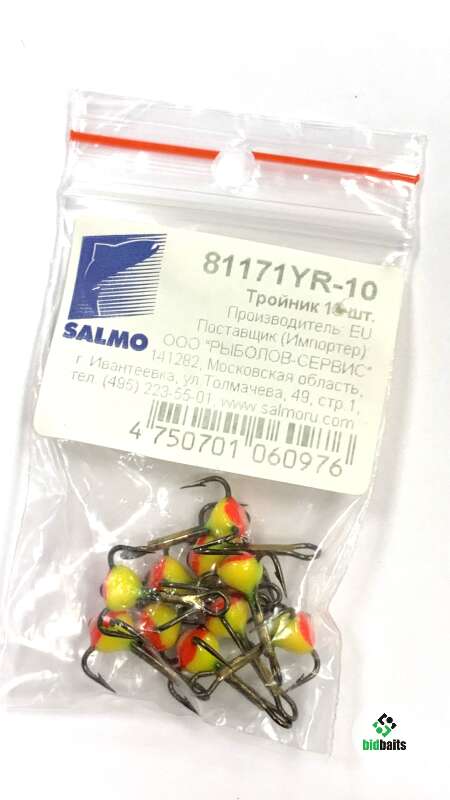 SALMO
81171YR-10
Тройник 10 шт.
Производитель: EU
Поставщик (Импортер)
ООО "РЫБОЛОВ-СЕРВИС"
141282, Московская область,
г. Ивантеевка, ул.Толмачева, 49, стр.1,
тел. (495) 223-55-01, www.salmoru.com
4 750701 060976
bidbaits